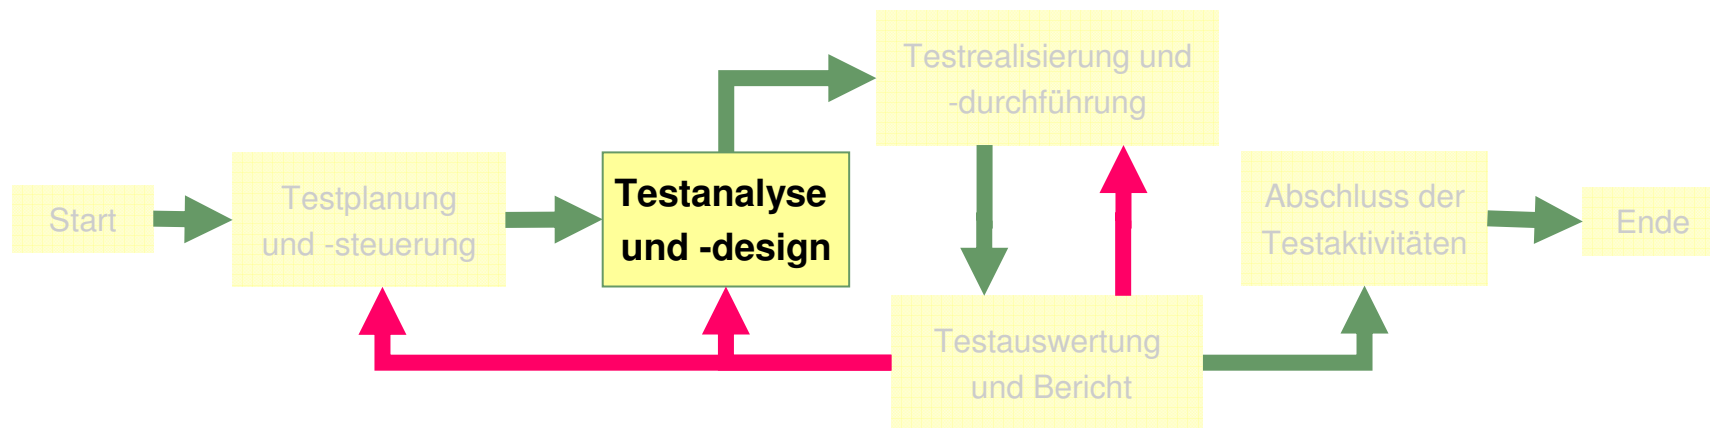 Start
Testplanung
und -steuerung
Testanalyse
und -design
Testrealisierung und
-durchführung
Testauswertung
und Bericht
Abschluss der
Testaktivitäten
Ende